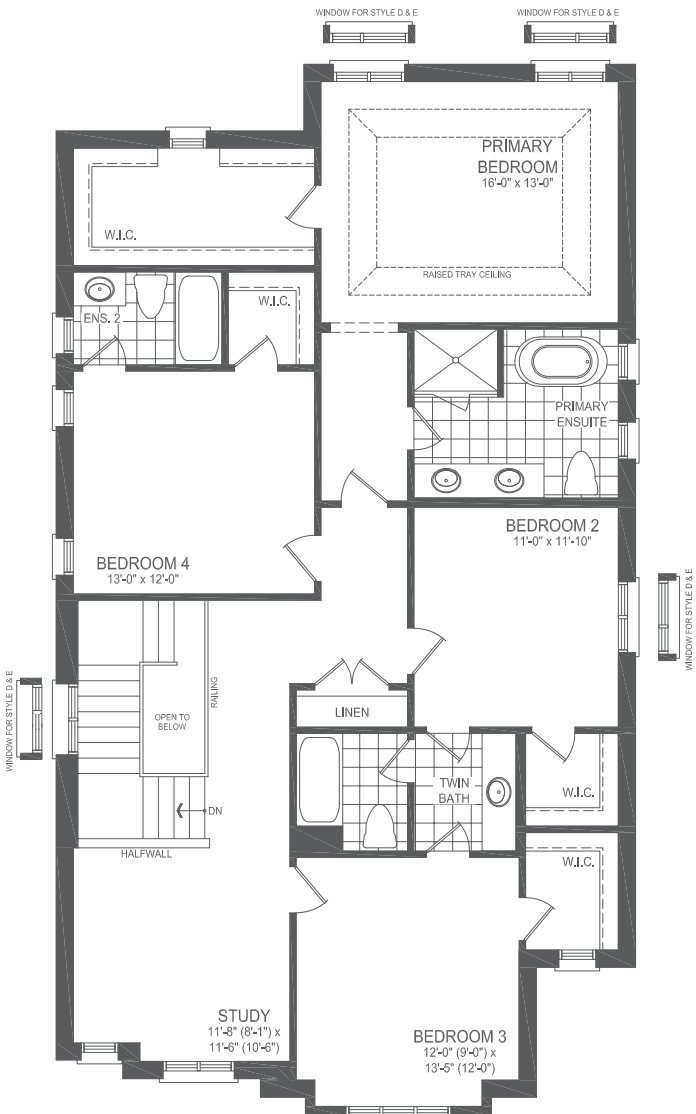 WINDOW FOR STYLE D & E
WINDOW FOR STYLE D & E
PRIMARY
BEDROOM
16'-0" x 13'-0"
W.I.C.
RAISED TRAY CEILING
W.I.C.
ENS. 2
PRIMARY
ENSUITE
BEDROOM 2
11'-0" x 11'-10"
BEDROOM 4
13'-0" x 12'-0"
WINDOW FOR STYLE D & E
WINDOW FOR STYLE D & E
RAILING
OPEN TO
BELOW
LINEN
TWIN
BATH
W.I.C.
DN
HALFWALL
W.I.C.
STUDY
11'-8" (8'-1") x
11'-6" (10'-6")
BEDROOM 3
12'-0" (9'-0") x
13'-5" (12'-0")